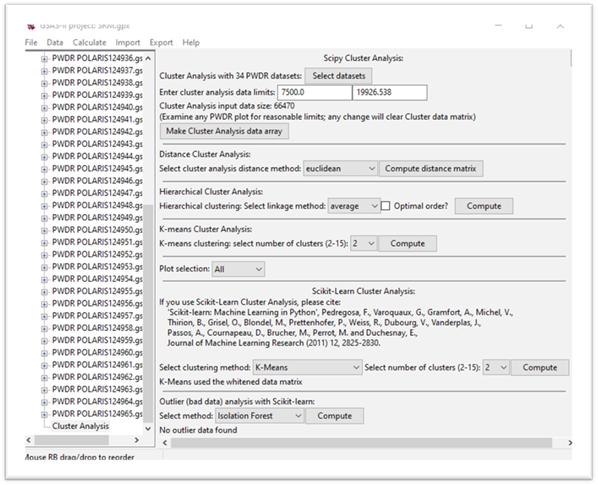 GSAS-II project: SKM.gpx
File Data Calculate Import Export Help
PWDR POLARIS124936.gs
PWDR POLARIS124937.gs
PWDR POLARIS124938.gs
PWDR POLARIS124939.gs
PWDR POLARIS124940.gs
PWDR POLARIS124941.gs
PWDR POLARIS124942.gs
PWDR POLARIS124943.gs
PWDR POLARIS124944.gs
PWDR POLARIS124945.gs
PWDR POLARIS124946.gs
PWDR POLARIS124947.gs
PWDR POLARIS124948.gs
PWDR POLARIS124949.gs
PWDR POLARIS124950.gs
PWDR POLARIS124951.gs
PWDR POLARIS124952.gs
PWDR POLARIS124953.gs
PWDR POLARIS124954.gs
PWDR POLARIS124955.gs
PWDR POLARIS124956.gs
PWDR POLARIS124957.gs
PWDR POLARIS124958.gs
PWDR POLARIS124959.gs
PWDR POLARIS124960.gs
PWDR POLARIS124961.gs
PWDR POLARIS124962.gs
PWDR POLARIS124963.gs
PWDR POLARIS124964.gs
PWDR POLARIS124965.gs
Cluster Analysis
Scipy Cluster Analysis:
Cluster Analysis with 34 PWDR datasets: Select datasets
Enter cluster analysis data limits: 7500.0 19926.538
Cluster Analysis input data size: 66470
(Examine any PWDR plot for reasonable limits; any change will clear Cluster data matrix)
Make Cluster Analysis data array
Distance Cluster Analysis:
Select cluster analysis distance method: euclidean Compute distance matrix
Hierarchical Cluster Analysis:
Hierarchical clustering: Select linkage method: average Optimal order? Compute
K-means Cluster Analysis:
K-means clustering: select number of clusters (2-15): 2 Compute
Plot selection: All
Scikit-Learn Cluster Analysis:
If you use Scikit-Learn Cluster Analysis, please cite:
'Scikit-learn: Machine Learning in Python', Pedregosa, F., Varoquaux, G., Gramfort, A., Michel, V.,
Thirion, B., Grisel, O., Blondel, M., Prettenhofer, P., Weiss, R., Dubourg, V., Vanderplas, J.,
Passos, A., Cournapeau, D., Brucher, M., Perrot, M. and Duchesnay, E.,
Journal of Machine Learning Research (2011) 12, 2825-2830.
Select clustering method: K-Means Select number of clusters (2-15): 2 Compute
K-Means used the whitened data matrix
Outlier (bad data) analysis with Scikit-learn:
Select method: Isolation Forest Compute
No outlier data found
Mouse RB drag/drop to reorder